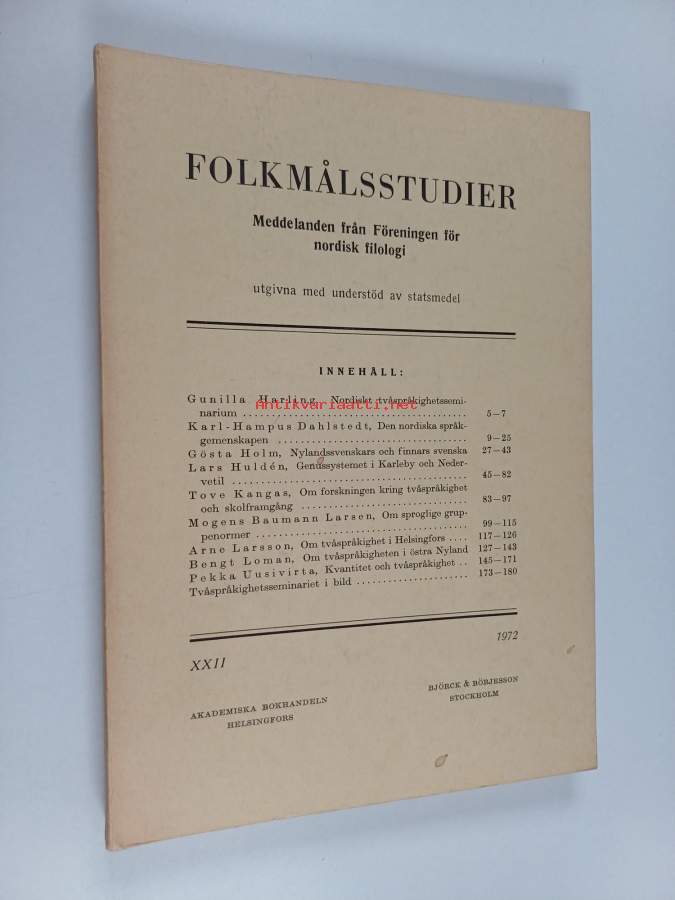 FOLKMÅLSSTUDIER
Meddelanden från Föreningen för
nordisk filologi
utgivna med understöd av statsmedel
INNEHÅLL:
Gunilla Harling, Nordiskt tvåspråkighetssemi-
narium ........................................ 5–7
Antikvariaatti.net
Karl-Hampus Dahlstedt, Den nordiska språk-
gemenskapen .................................. 9–25
Gösta Holm, Nylandssvenskars och finnars svenska 27–43
Lars Huldén, Genussystemet i Karleby och Neder-
vetil .......................................... 45–82
Tove Kangas, Om forskningen kring tvåspråkighet
och skolframgång .............................. 83–97
Mogens Baumann Larsen, Om sproglige grup-
penormer ...................................... 99–115
Arne Larsson, Om tvåspråkighet i Helsingfors .... 117–126
Bengt Loman, Om tvåspråkigheten i östra Nyland 127–143
Pekka Uusivirta, Kvantitet och tvåspråkighet .. 145–171
Tvåspråkighetsseminariet i bild .................... 173–180
XXII 1972
AKADEMISKA BOKHANDELN
HELSINGFORS
BJÖRCK & BÖRJESSON
STOCKHOLM